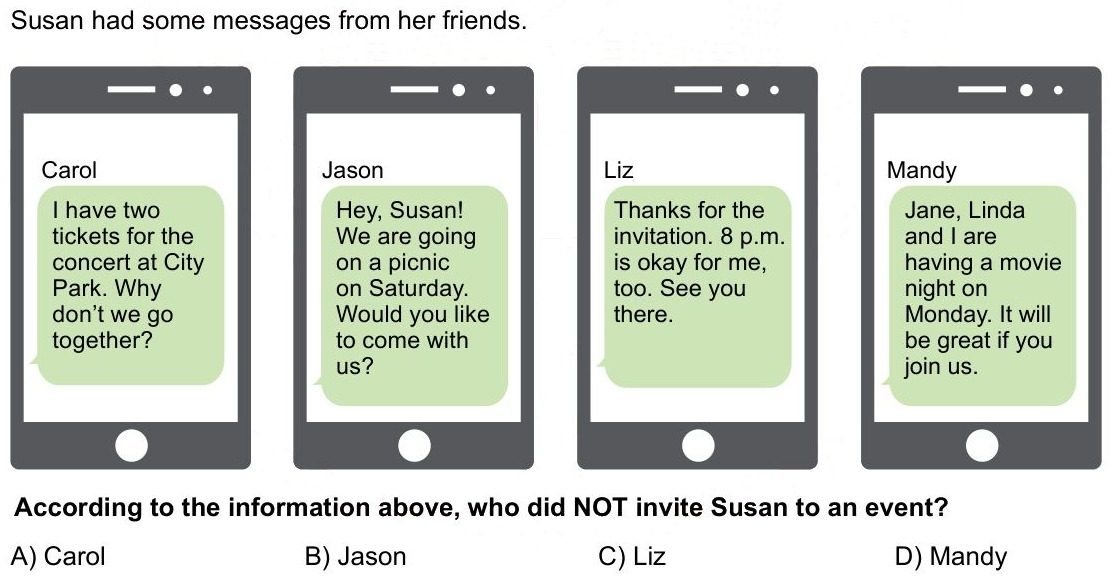 Susan had some messages from her friends.
Carol
I have two
tickets for the
concert at City
Park. Why
don't we go
together?
Jason
Hey, Susan!
We are going
on a picnic
on Saturday.
Would you like
to come with
us?
Liz
Thanks for the
invitation. 8 p.m.
is okay for me,
too. See you
there.
Mandy
Jane, Linda
and I are
having a movie
night on
Monday. It will
be great if you
join us.
According to the information above, who did NOT invite Susan to an event?
A) Carol
B) Jason
C) Liz
D) Mandy